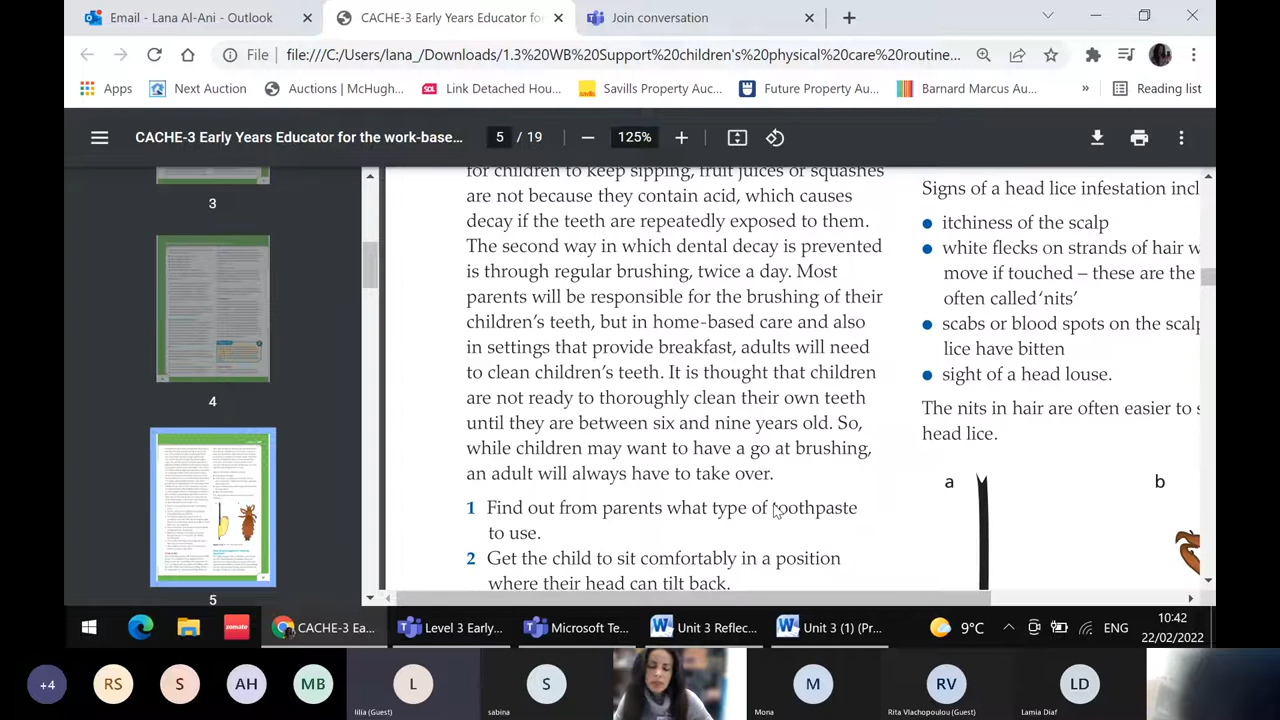 Email - Lana Al-Ani - Outlook
CACHE-3 Early Years Educator for
Join conversation
File
file:///C:/Users/lana_/Downloads/1.3%20WB%20Support%20children's%20physical%20care%20routine...
Apps
Next Auction
Auctions | McHugh...
Link Detached Hou...
Savills Property Auc...
Future Property Au...
Barnard Marcus Au...
»
Reading list
CACHE-3 Early Years Educator for the work-base...
5 / 19
125%
3
4
5
for children to keep sipping, fruit juices or squashes
are not because they contain acid, which causes
decay if the teeth are repeatedly exposed to them.
The second way in which dental decay is prevented
is through regular brushing, twice a day. Most
parents will be responsible for the brushing of their
children's teeth, but in home-based care and also
in settings that provide breakfast, adults will need
to clean children's teeth. It is thought that children
are not ready to thoroughly clean their own teeth
until they are between six and nine years old. So,
while children may want to have a go at brushing,
an adult will always have to take over.
1 Find out from parents what type of toothpaste
to use.
2 Get the child to sit comfortably in a position
where their head can tilt back.
Signs of a head lice infestation incl
• itchiness of the scalp
• white flecks on strands of hair w
move if touched – these are the
often called 'nits'
• scabs or blood spots on the scalp
lice have bitten
• sight of a head louse.
The nits in hair are often easier to s
head lice.
a
b
zomato
CACHE-3 Ea...
Level 3 Early...
Microsoft Te...
Unit 3 Reflec...
Unit 3 (1) (Pr...
9°C
ENG
10:42
22/02/2022
+4
RS
S
AH
MB
L
lilia (Guest)
S
sabina
M
Mona
RV
Rita Vlachopoulou (Guest)
LD
Lamia Diaf